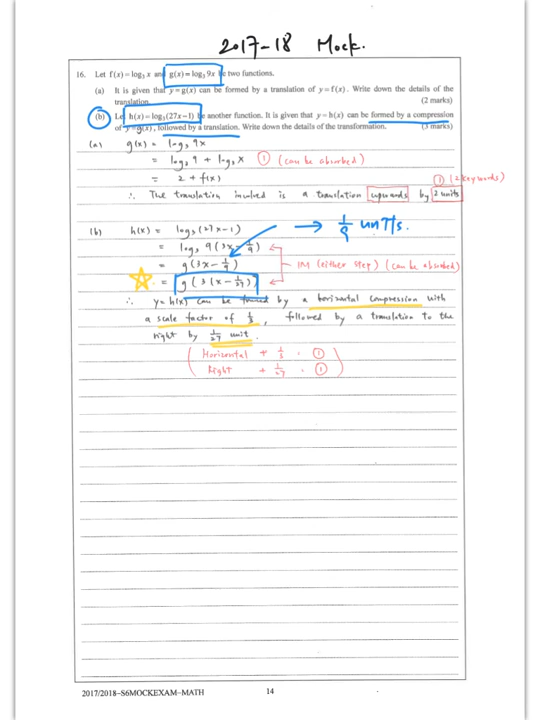 2017-18 Mock.
16. Let f(x) = log₃ x and g(x) = log₃ 9x be two functions.
(a) It is given that y = g(x) can be formed by a translation of y = f(x). Write down the details of the
translation. (2 marks)
(b) Let h(x) = log₃(27x−1) be another function. It is given that y = h(x) can be formed by a compression
of y = g(x), followed by a translation. Write down the details of the transformation. (3 marks)
(a) g(x) = log₃ 9x
= log₃ 9 + log₃ x ① (can be absorbed)
= 2 + f(x)
① (2 keywords)
∴ The translation involved is a translation upwards by 2 units
(b) h(x) = log₃ (27x−1) → 1/9 units.
= log₃ 9(3x−1/9)
= g(3x−1/9) 1M (either step) (can be absorbed)
= g(3(x−1/27))
∴ y=h(x) can be formed by a horizontal compression with
a scale factor of 1/3, followed by a translation to the
right by 1/27 unit.
(Horizontal + 1/3 = ①
Right + 1/27 = ①)
2017/2018–S6MOCKEXAM–MATH 14